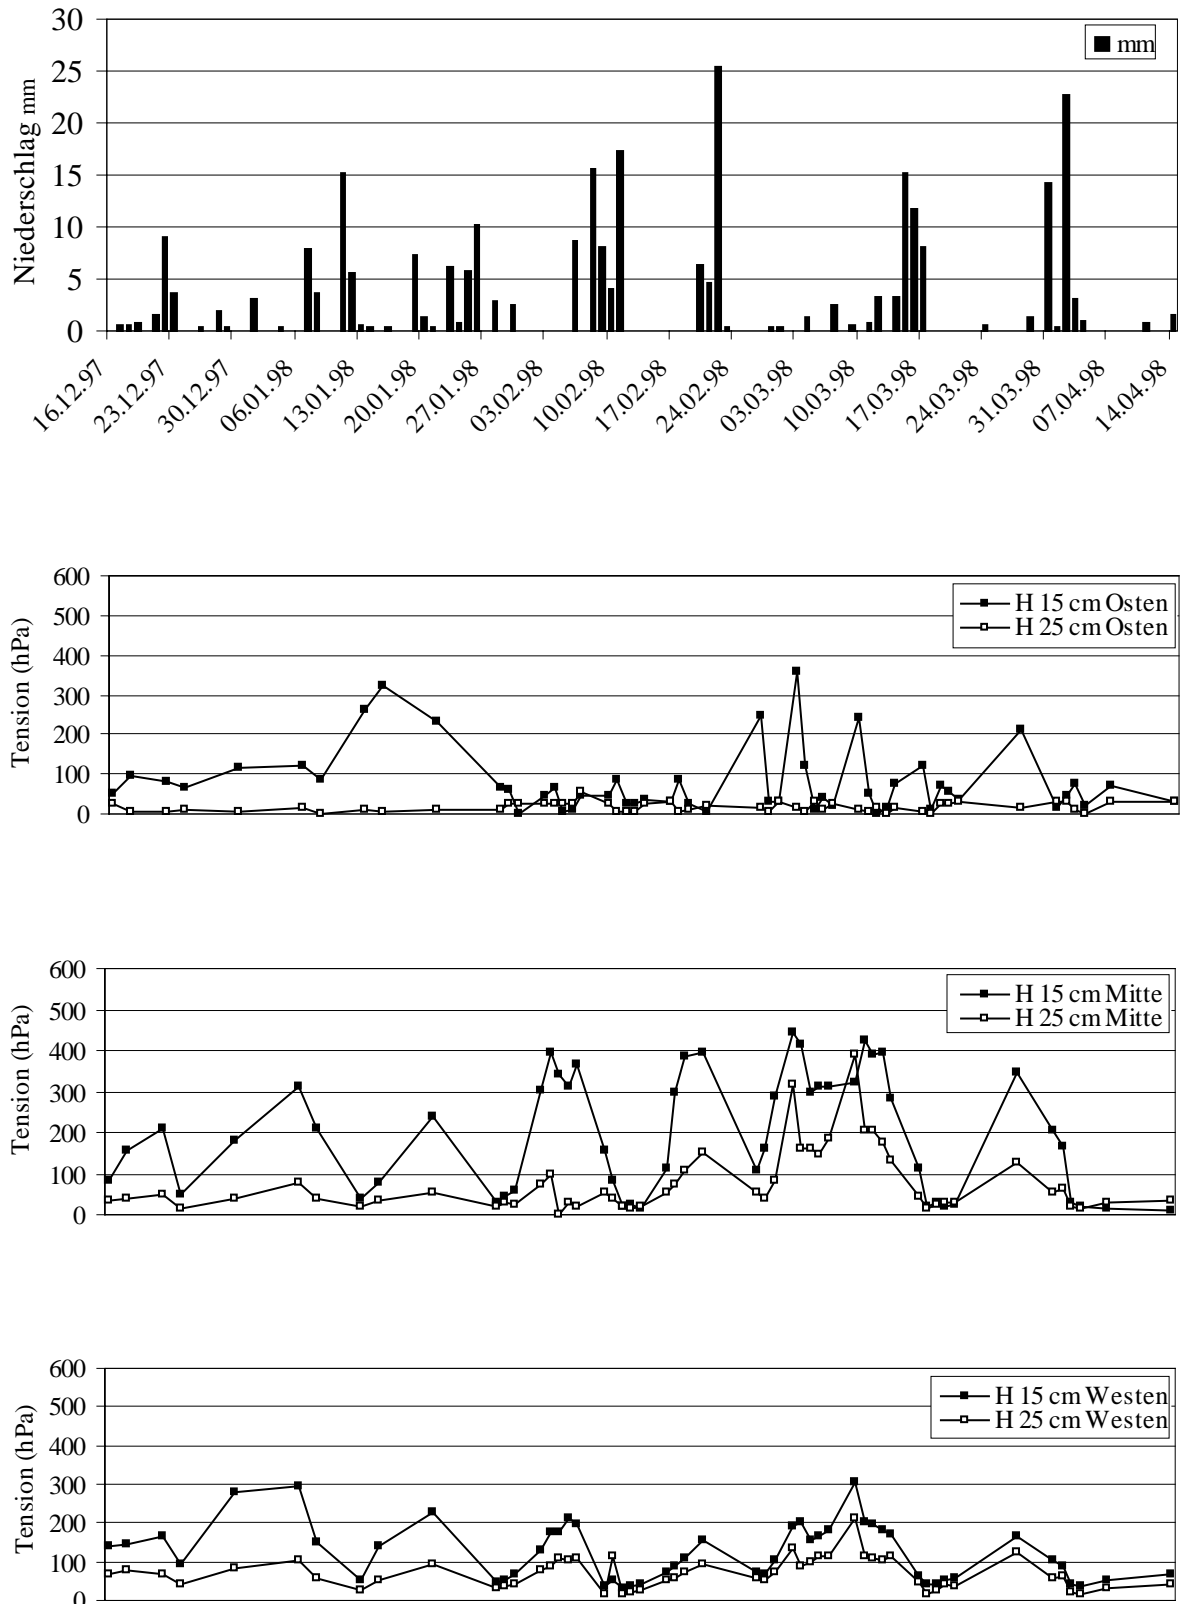 30
mm
25
20
15
10
5
0
Niederschlag mm
16.12.97 23.12.97 30.12.97 06.01.98 13.01.98 20.01.98 27.01.98 03.02.98 10.02.98 17.02.98 24.02.98 03.03.98 10.03.98 17.03.98 24.03.98 31.03.98 07.04.98 14.04.98
600
500
400
300
200
100
0
Tension (hPa)
H 15 cm Osten
H 25 cm Osten
600
500
400
300
200
100
0
Tension (hPa)
H 15 cm Mitte
H 25 cm Mitte
600
500
400
300
200
100
0
Tension (hPa)
H 15 cm Westen
H 25 cm Westen